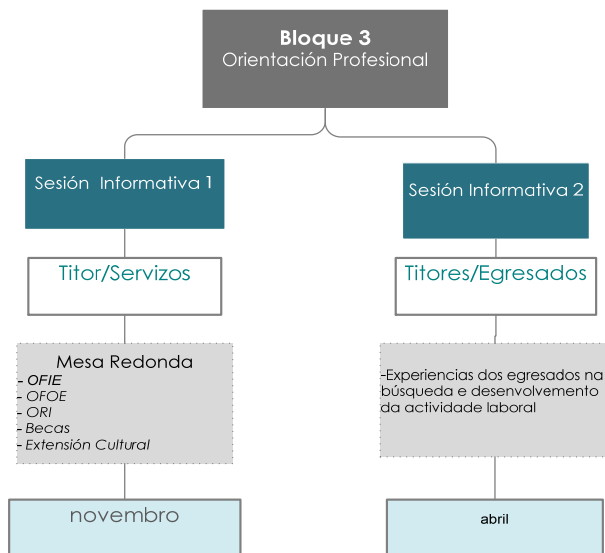 Bloque 3
Orientación Profesional
Sesión Informativa 1
Titor/Servizos
Mesa Redonda
- OFIE
- OFOE
- ORI
- Becas
- Extensión Cultural
novembro
Sesión Informativa 2
Titores/Egresados
-Experiencias dos egresados na
búsqueda e desenvolvemento
da actividade laboral
abril